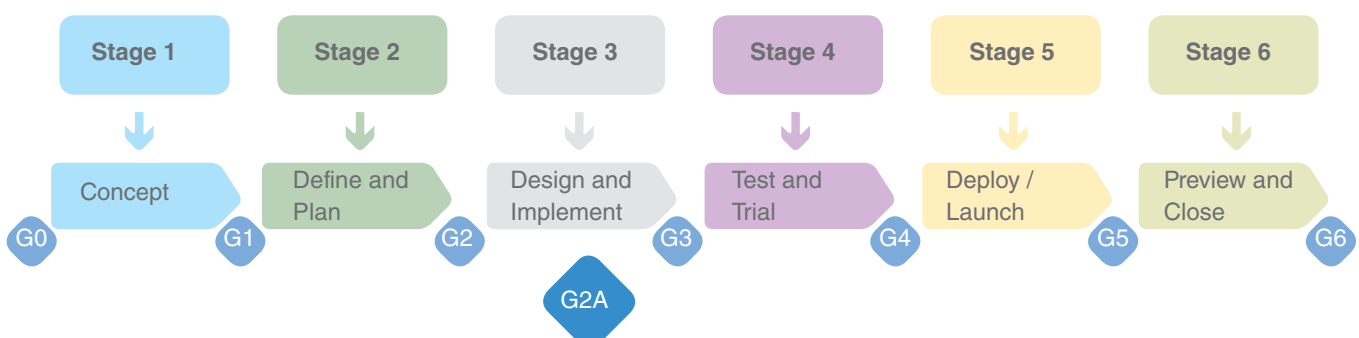 Stage 1
Stage 2
Stage 3
Stage 4
Stage 5
Stage 6
Concept
Define and
Plan
Design and
Implement
Test and
Trial
Deploy /
Launch
Preview and
Close
G0
G1
G2
G3
G4
G5
G6
G2A